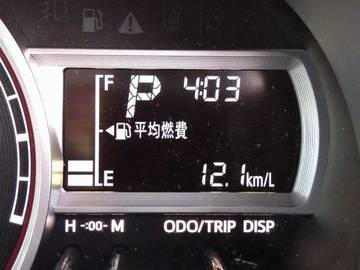 F P 4:03
平均燃費
E 12.1km/L
H -:00- M ODO/TRIP DISP